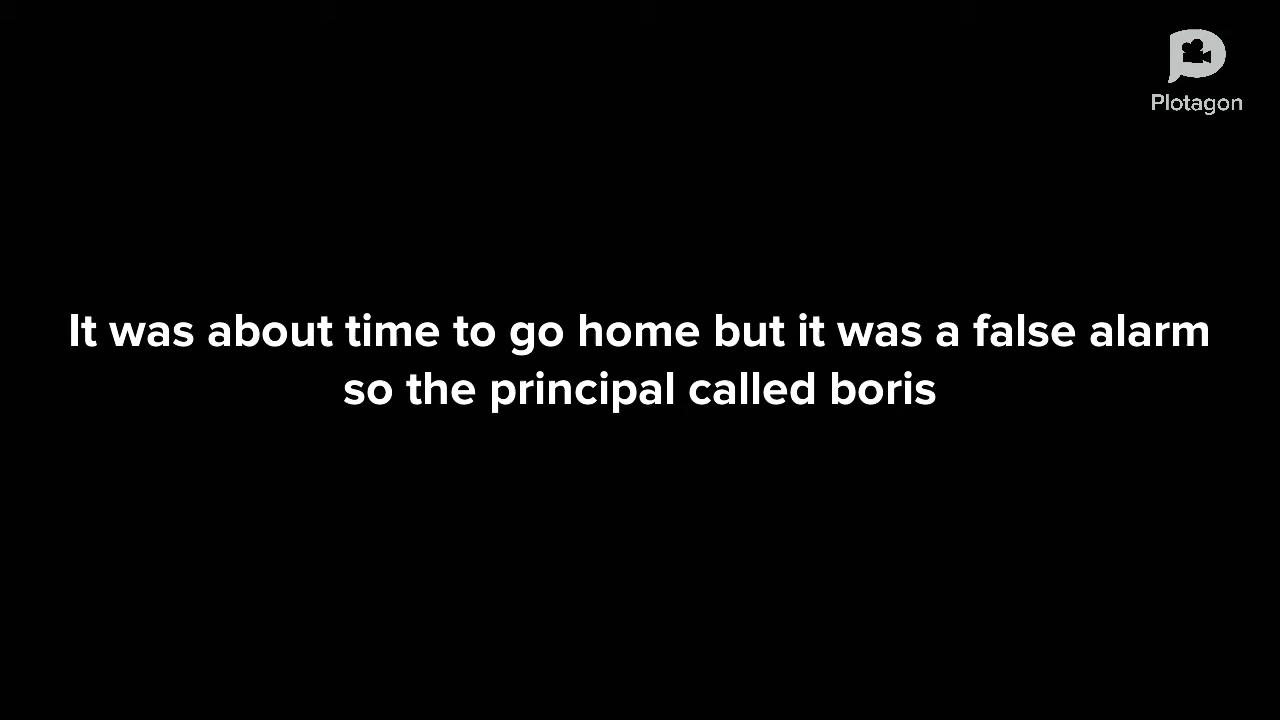 Plotagon
It was about time to go home but it was a false alarm
so the principal called boris